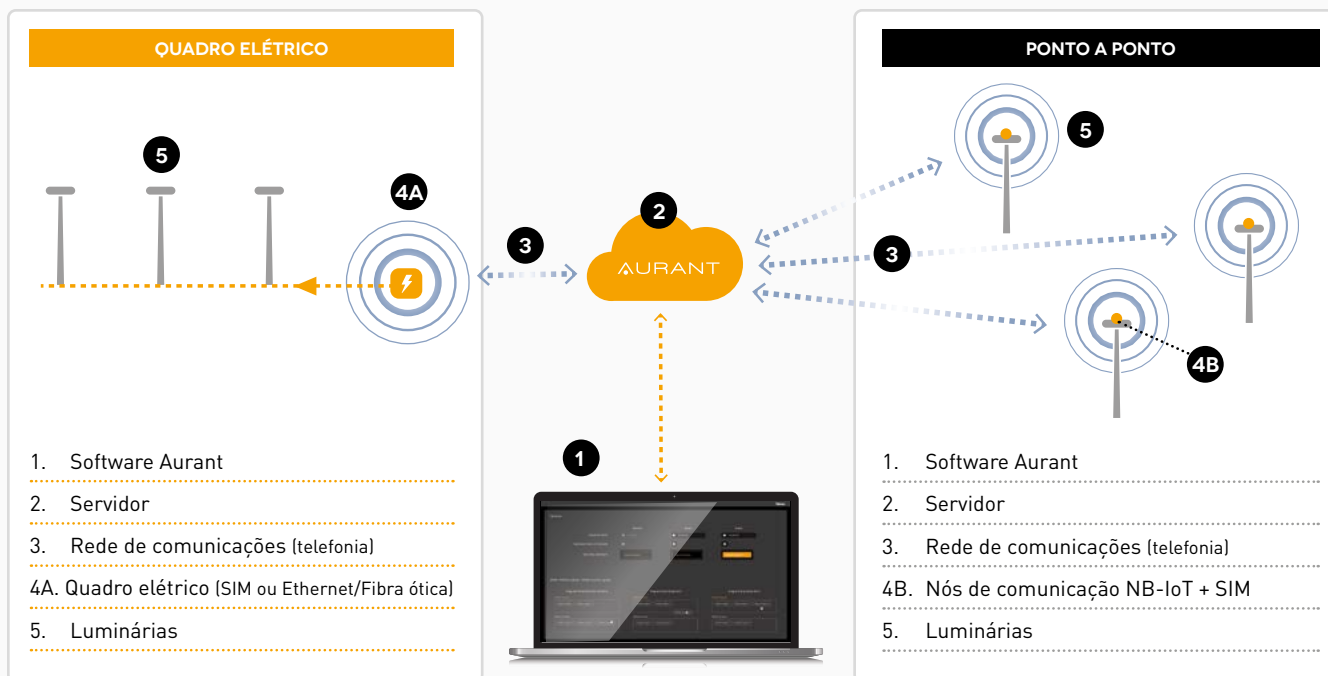 QUADRO ELÉTRICO
5
4A
3
1. Software Aurant
2. Servidor
3. Rede de comunicações (telefonia)
4A. Quadro elétrico (SIM ou Ethernet/Fibra ótica)
5. Luminárias
2
AURANT
1
PONTO A PONTO
5
3
4B
1. Software Aurant
2. Servidor
3. Rede de comunicações (telefonia)
4B. Nós de comunicação NB-IoT + SIM
5. Luminárias